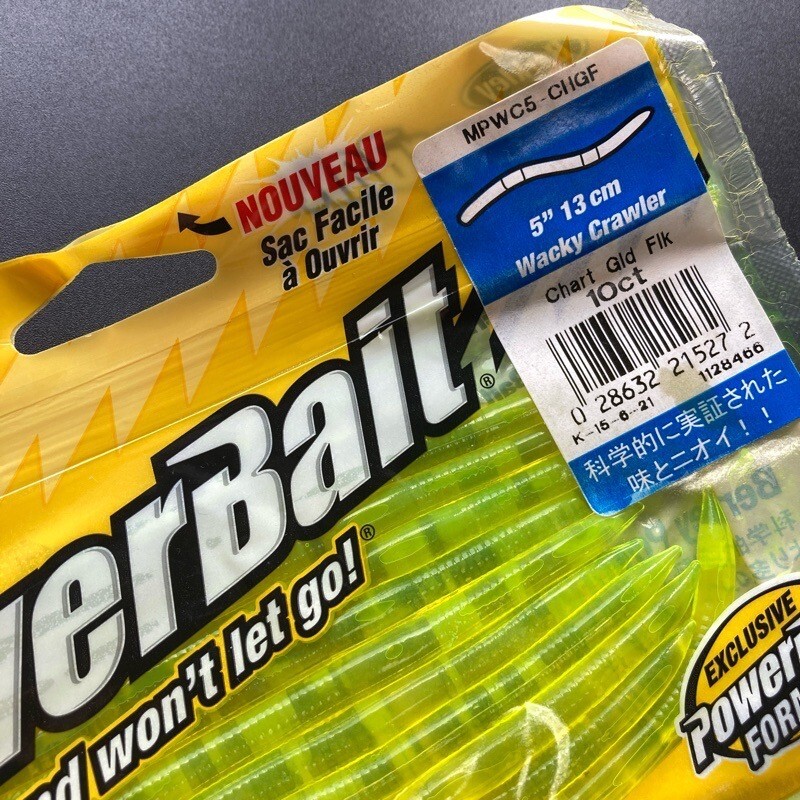 NOUVEAU
Sac Facile
à Ouvrir
MPWC5-CHGF
5” 13 cm
Wacky Crawler
Chart Gld Flk
10ct
0 28632 21527 2
K-15-6-21 1128466
科学的に実証された
味とニオイ！！
erBait®
won't let go!®
EXCLUSIVE
Power
FORM